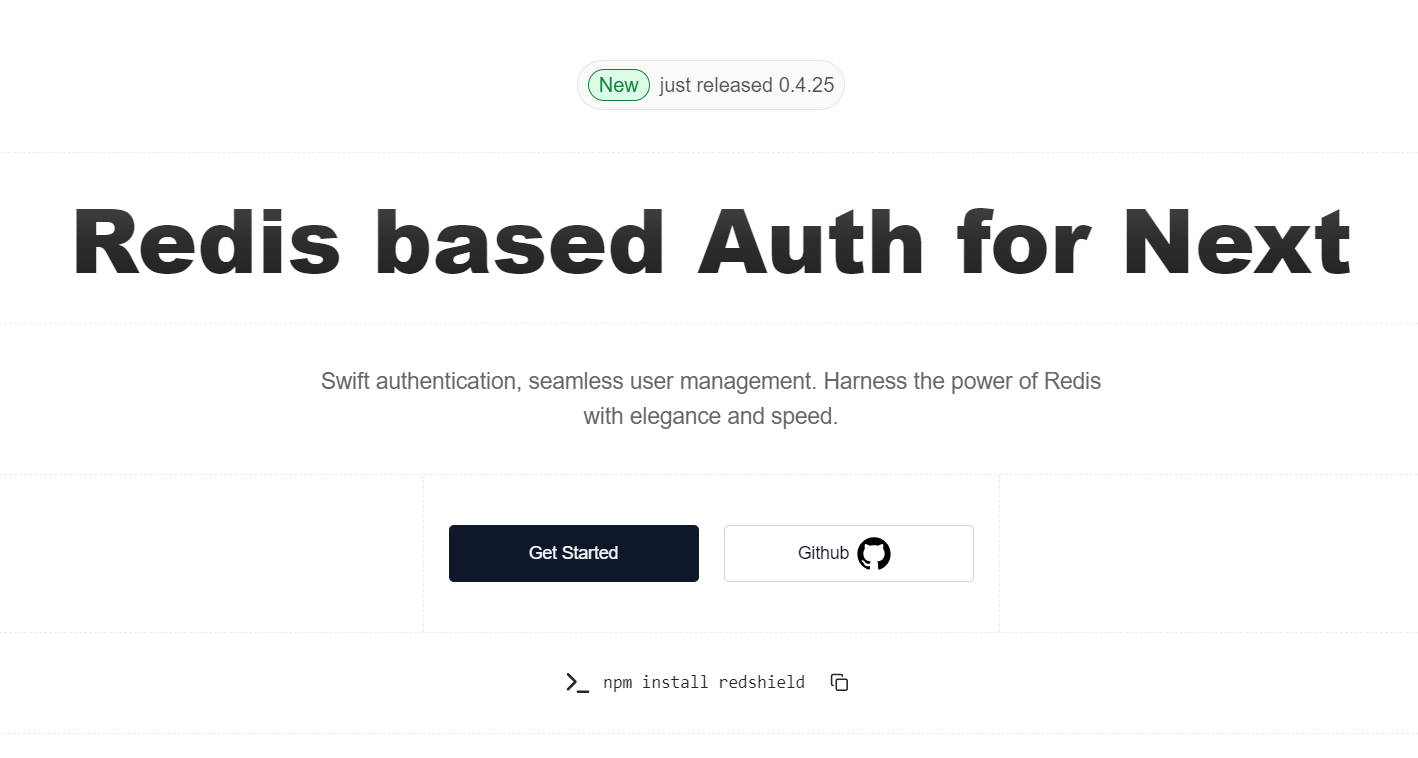 New just released 0.4.25
Redis based Auth for Next
Swift authentication, seamless user management. Harness the power of Redis
with elegance and speed.
Get Started
Github
npm install redshield